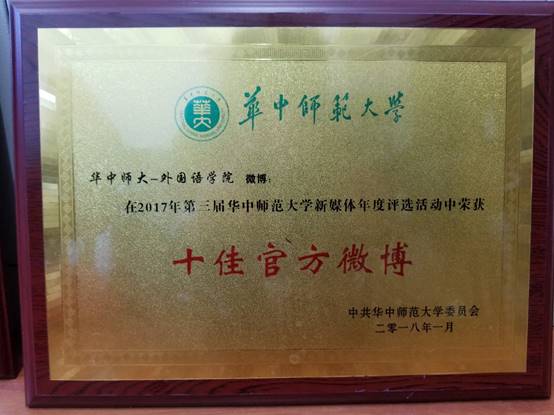 華中師範大學
华中师大-外国语学院 微博:
在2017年第三届华中师范大学新媒体年度评选活动中荣获
十佳官方微博
中共华中师范大学委员会
二零一八年一月